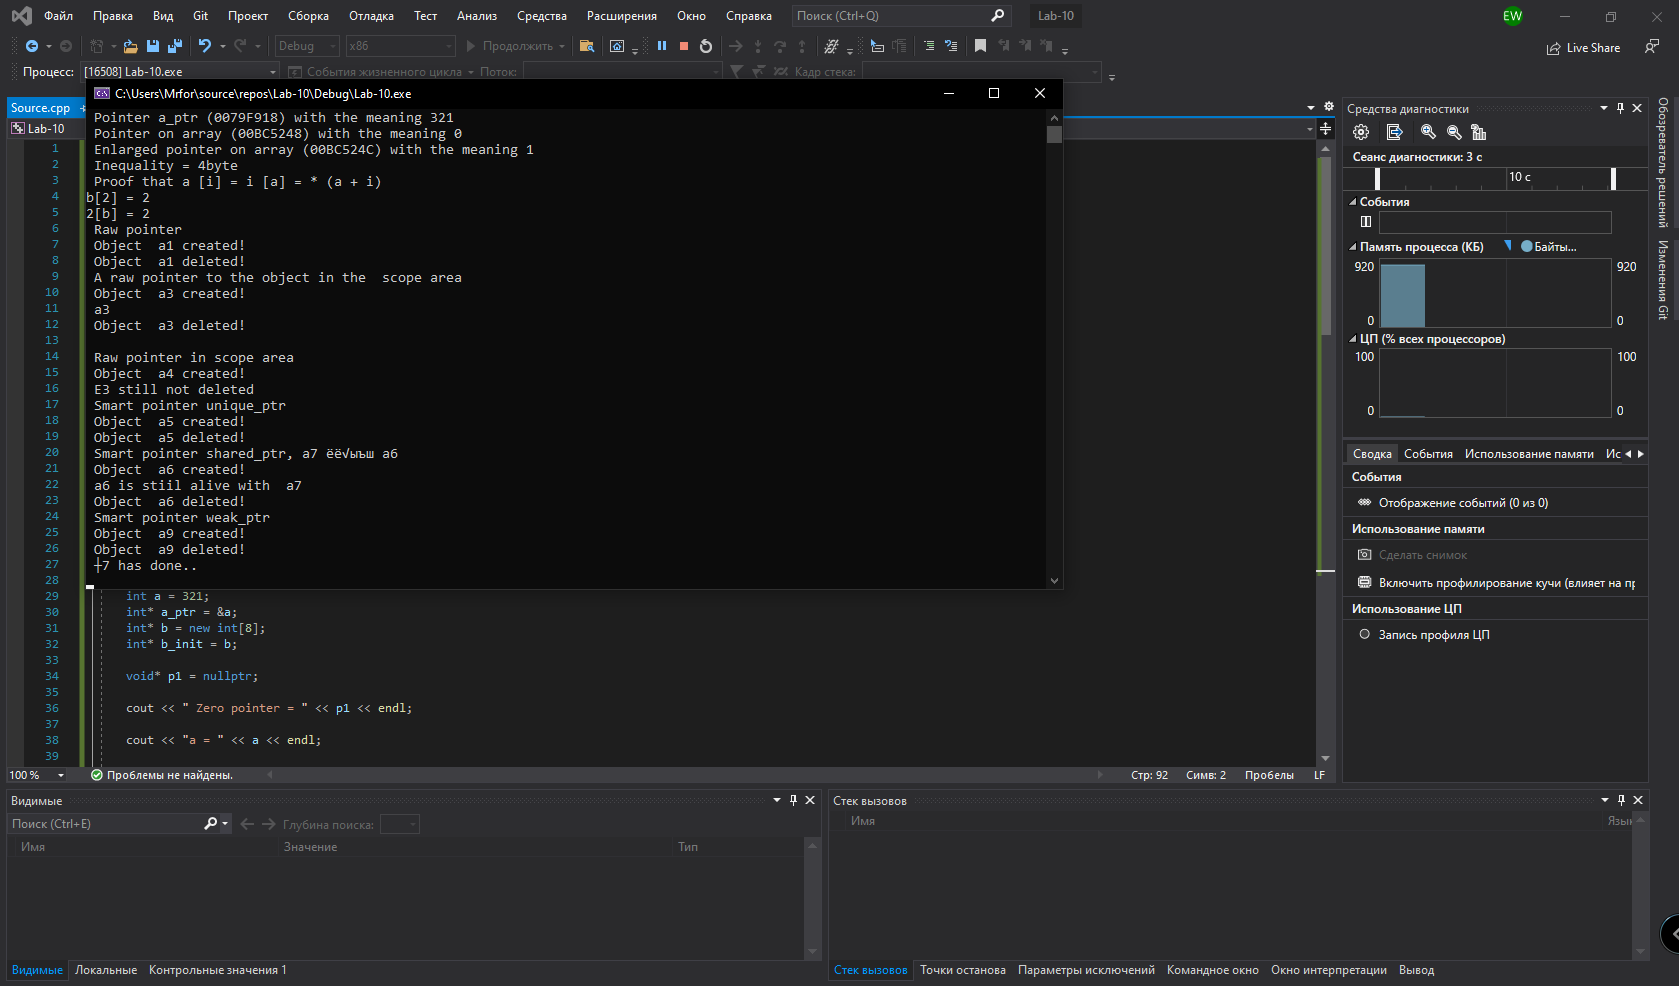 Файл Правка Вид Git Проект Сборка Отладка Тест Анализ Средства Расширения Окно Справка Поиск (Ctrl+Q) Lab-10 EW
Debug x86 Продолжить Live Share
Процесс: [16508] Lab-10.exe События жизненного цикла Поток: Кадр стека:
C:\Users\Mrfor\source\repos\Lab-10\Debug\Lab-10.exe
Source.cpp
Lab-10
Pointer a_ptr (0079F918) with the meaning 321
Pointer on array (00BC5248) with the meaning 0
Enlarged pointer on array (00BC524C) with the meaning 1
Inequality = 4byte
Proof that a [i] = i [a] = * (a + i)
b[2] = 2
2[b] = 2
Raw pointer
Object  a1 created!
Object  a1 deleted!
A raw pointer to the object in the  scope area
Object  a3 created!
a3
Object  a3 deleted!
Raw pointer in scope area
Object  a4 created!
E3 still not deleted
Smart pointer unique_ptr
Object  a5 created!
Object  a5 deleted!
Smart pointer shared_ptr, a7 ёё√ыъш a6
Object  a6 created!
a6 is stiil alive with  a7
Object  a6 deleted!
Smart pointer weak_ptr
Object  a9 created!
Object  a9 deleted!
┼7 has done..
1
2
3
4
5
6
7
8
9
10
11
12
13
14
15
16
17
18
19
20
21
22
23
24
25
26
27
28
29 int a = 321;
30 int* a_ptr = &a;
31 int* b = new int[8];
32 int* b_init = b;
33
34 void* p1 = nullptr;
35
36 cout << " Zero pointer = " << p1 << endl;
37
38 cout << "a = " << a << endl;
39
100 % Проблемы не найдены. Стр: 92 Симв: 2 Пробелы LF
Средства диагностики
Сеанс диагностики: 3 с
10 с
События
Память процесса (КБ) Байты...
920 920
0 0
ЦП (% всех процессоров)
100 100
0 0
Сводка События Использование памяти Ис
События
Отображение событий (0 из 0)
Использование памяти
Сделать снимок
Включить профилирование кучи (влияет на пр
Использование ЦП
Запись профиля ЦП
Обозреватель решений
Изменения Git
Видимые
Поиск (Ctrl+E) Глубина поиска:
Имя Значение Тип
Видимые Локальные Контрольные значения 1
Стек вызовов
Имя Язык
Стек вызовов Точки останова Параметры исключений Командное окно Окно интерпретации Вывод